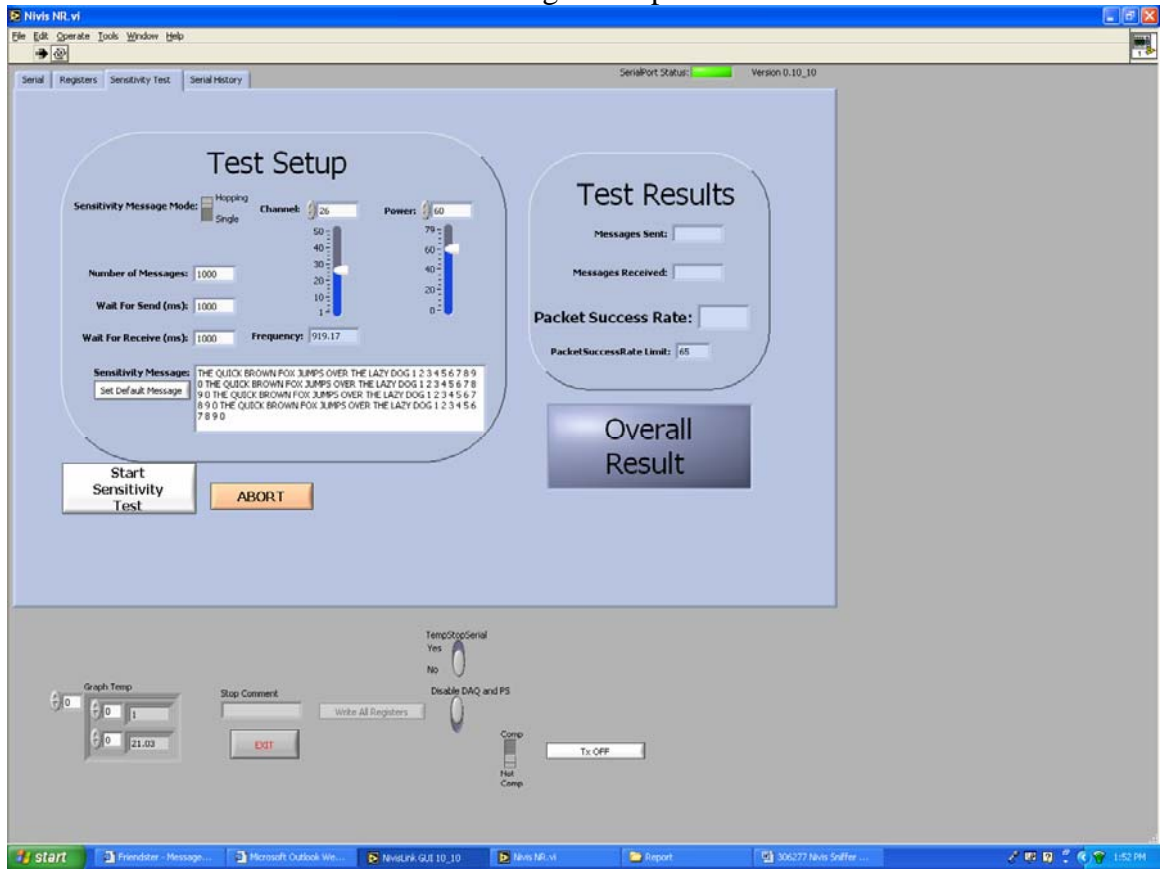 Nivis NR.vi
File Edit Operate Tools Window Help
Serial Registers Sensitivity Test Serial History
SerialPort Status: Version 0.10_10
Test Setup
Sensitivity Message Mode: Hopping
Single
Channel: 26
Power: 60
50
40
30
20
10
1
79
60
40
20
0
Number of Messages: 1000
Wait For Send (ms): 1000
Wait For Receive (ms): 1000
Frequency: 919.17
Sensitivity Message:
Set Default Message
THE QUICK BROWN FOX JUMPS OVER THE LAZY DOG 1 2 3 4 5 6 7 8 9
0 THE QUICK BROWN FOX JUMPS OVER THE LAZY DOG 1 2 3 4 5 6 7 8
9 0 THE QUICK BROWN FOX JUMPS OVER THE LAZY DOG 1 2 3 4 5 6 7
8 9 0 THE QUICK BROWN FOX JUMPS OVER THE LAZY DOG 1 2 3 4 5 6
7 8 9 0
Start
Sensitivity
Test
ABORT
Test Results
Messages Sent:
Messages Received:
Packet Success Rate:
PacketSuccessRate Limit: 65
Overall
Result
TempStopSerial
Yes
No
Graph Temp
0
0 1
0 21.03
Stop Comment
Write All Registers
EXIT
Disable DAQ and PS
Comp
Not
Comp
Tx OFF
start
Friendster - Message...
Microsoft Outlook We...
NivisLink GUI 10_10
Nivis NR.vi
Report
306277 Nivis Sniffer ...
1:52 PM